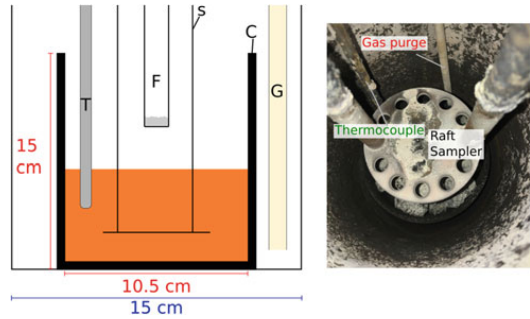 S
C
F
T
G
15
cm
10.5 cm
15 cm
Gas purge
Thermocouple
Raft
Sampler